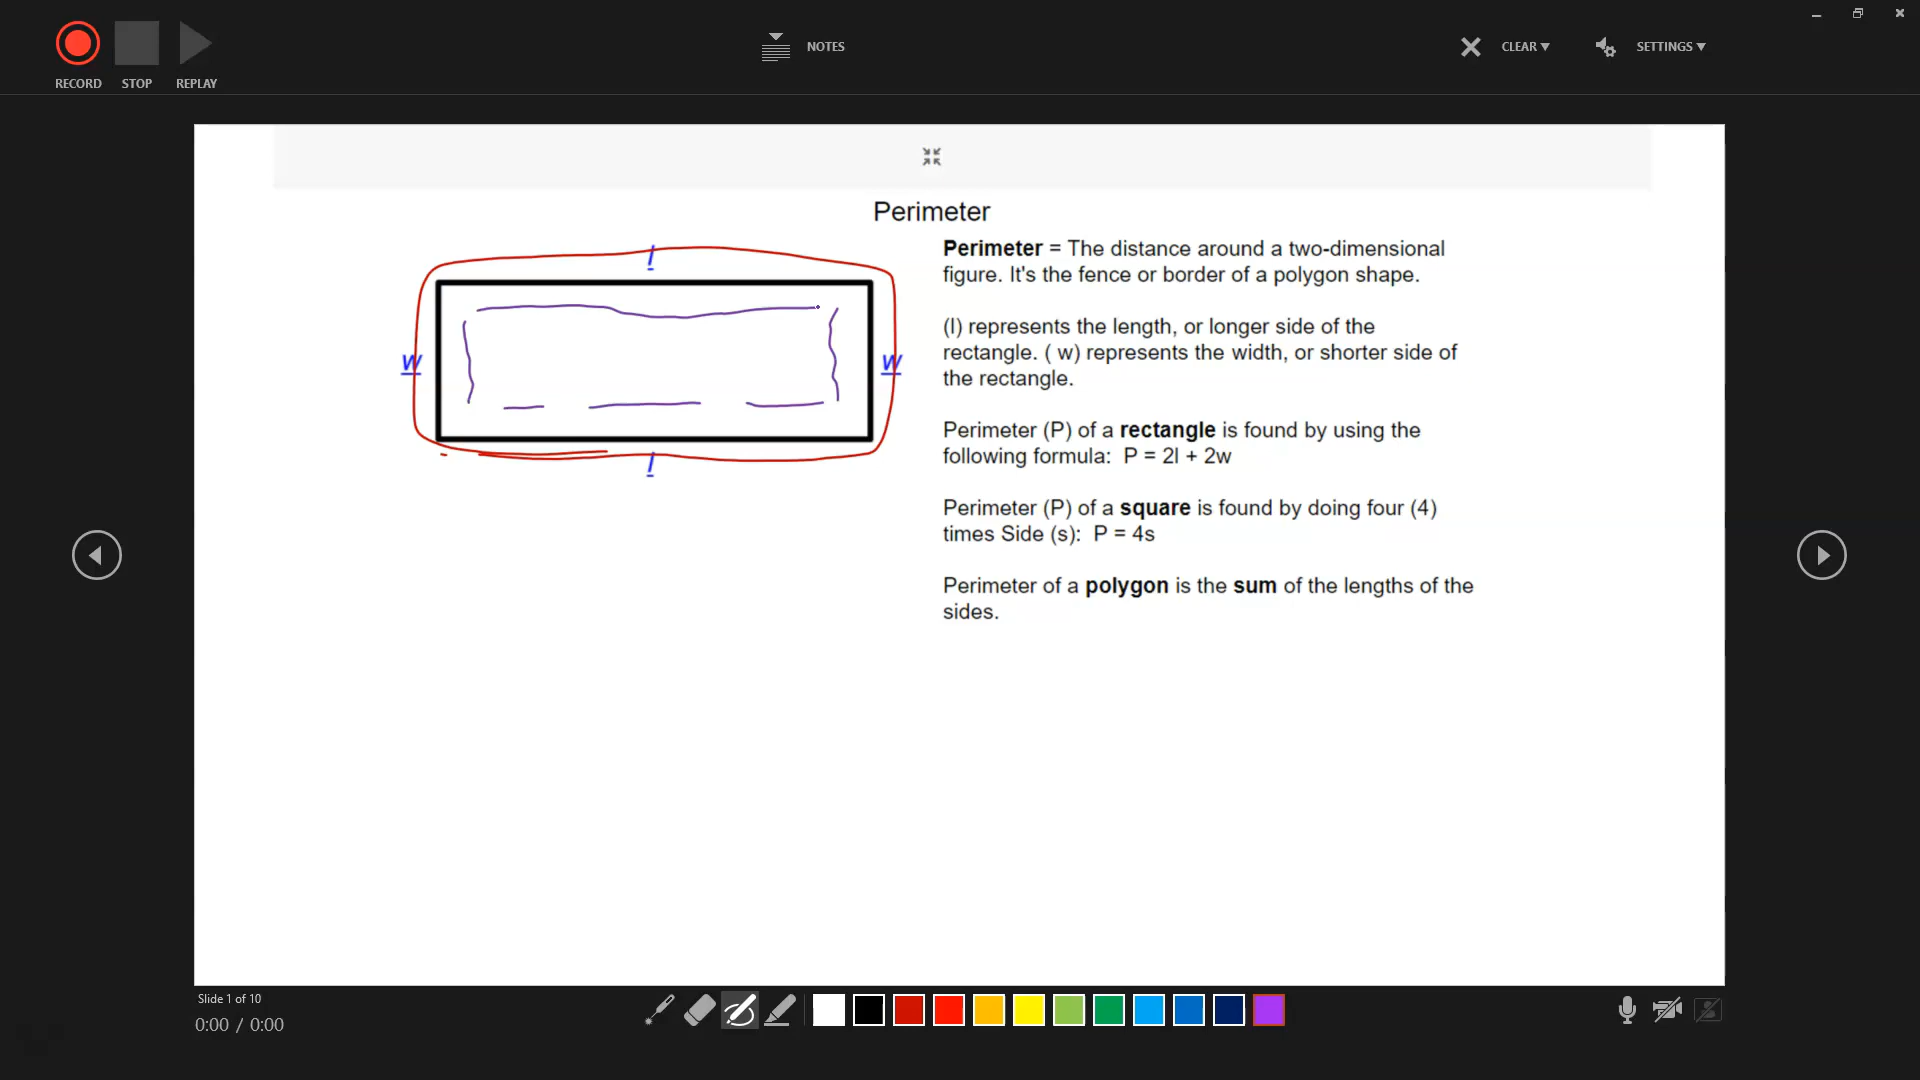 RECORD
STOP
REPLAY
NOTES
CLEAR
SETTINGS
Perimeter
l
w
w
l
Perimeter = The distance around a two-dimensional
figure. It's the fence or border of a polygon shape.
(l) represents the length, or longer side of the
rectangle. ( w) represents the width, or shorter side of
the rectangle.
Perimeter (P) of a rectangle is found by using the
following formula:  P = 2l + 2w
Perimeter (P) of a square is found by doing four (4)
times Side (s):  P = 4s
Perimeter of a polygon is the sum of the lengths of the
sides.
Slide 1 of 10
0:00 / 0:00